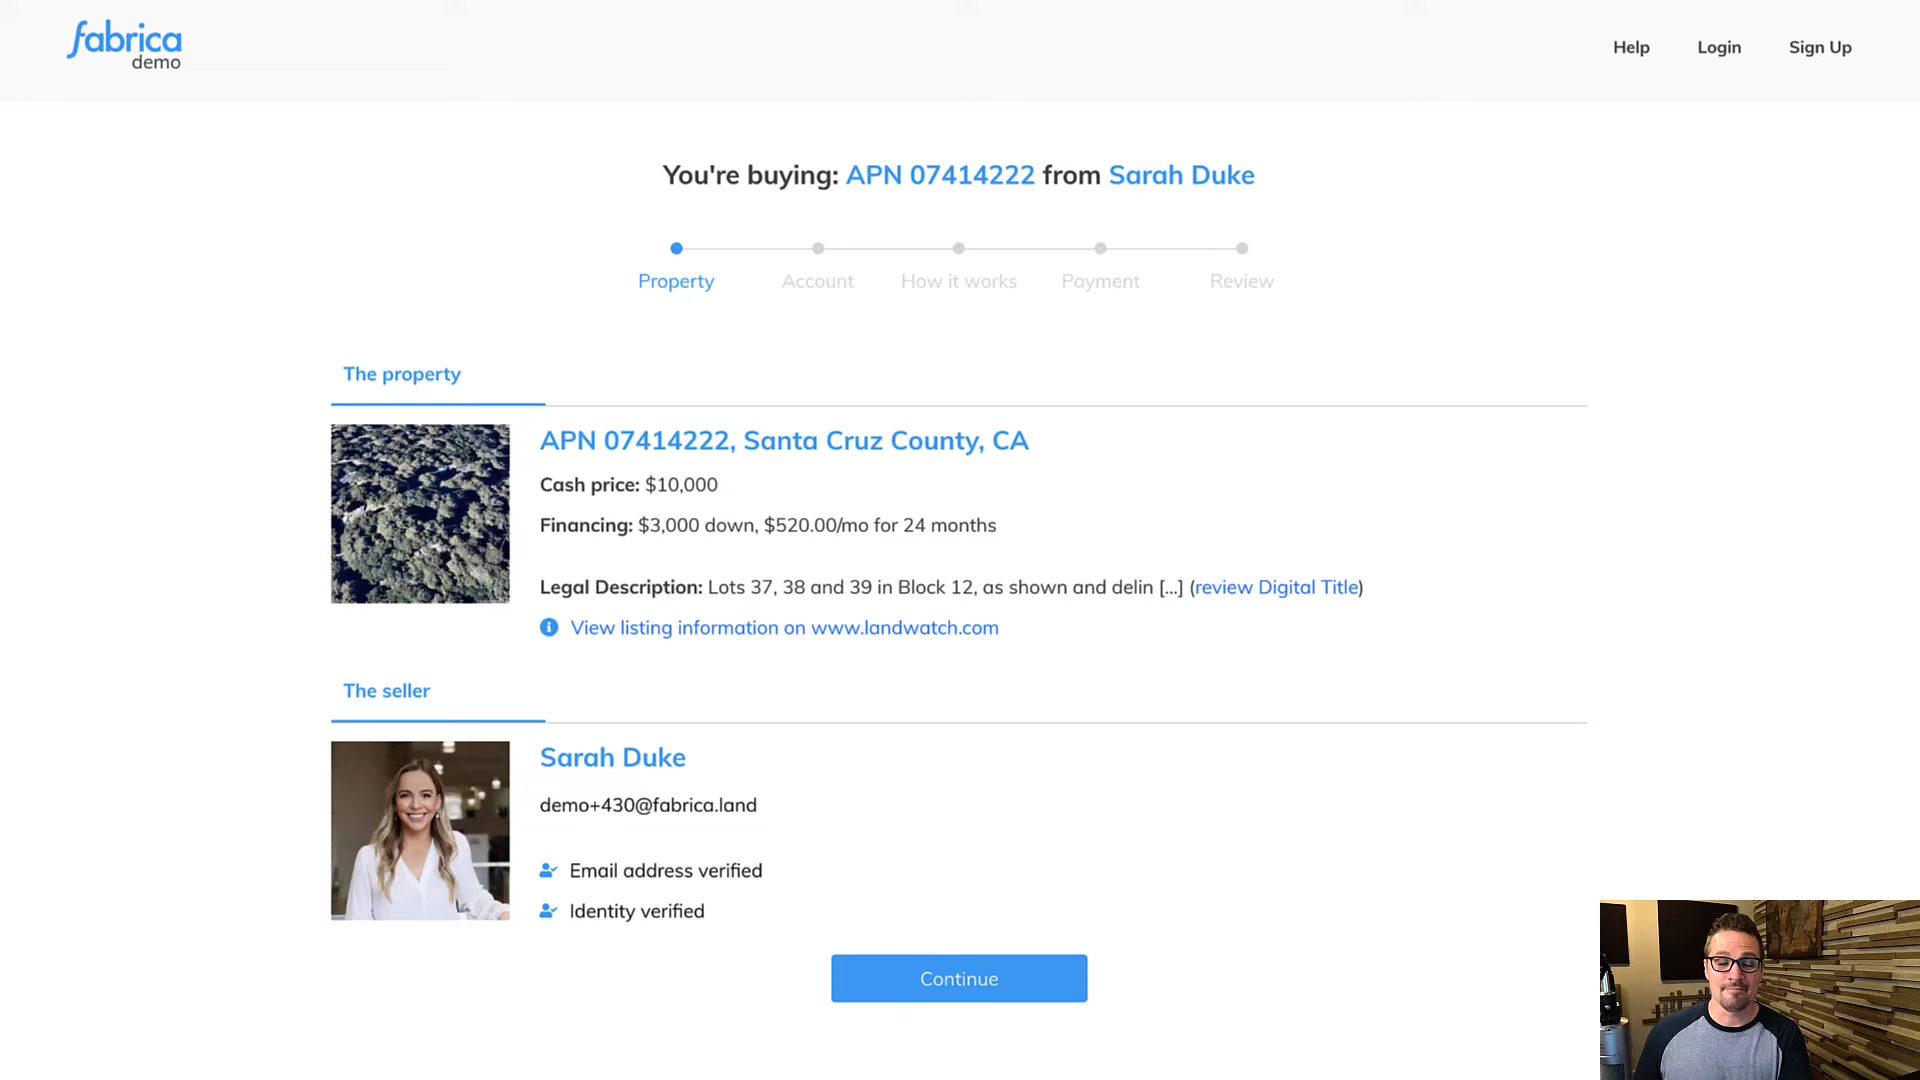 fabrica
demo
Help Login Sign Up
You're buying: APN 07414222 from Sarah Duke
Property Account How it works Payment Review
The property
APN 07414222, Santa Cruz County, CA
Cash price: $10,000
Financing: $3,000 down, $520.00/mo for 24 months
Legal Description: Lots 37, 38 and 39 in Block 12, as shown and delin [...] (review Digital Title)
View listing information on www.landwatch.com
The seller
Sarah Duke
demo+430@fabrica.land
Email address verified
Identity verified
Continue